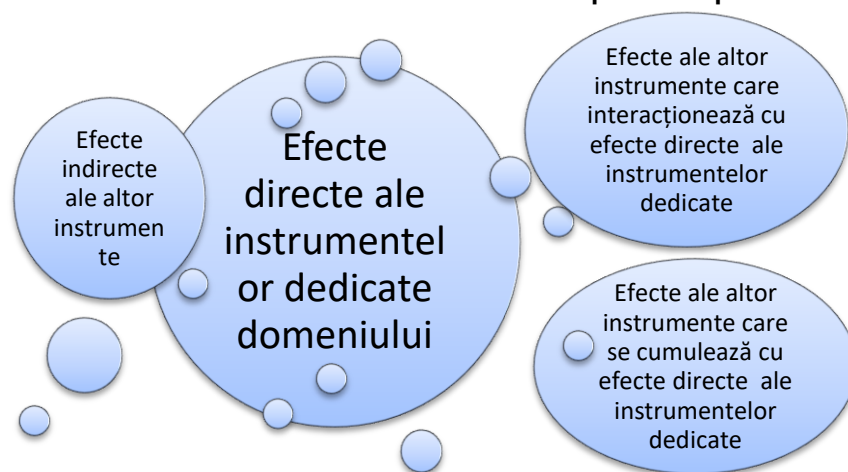 Efecte
indirecte
ale altor
instrumen
te
Efecte
directe ale
instrumentel
or dedicate
domeniului
Efecte ale altor
instrumente care
interacționează cu
efecte directe  ale
instrumentelor
dedicate
Efecte ale altor
instrumente care
se cumulează cu
efecte directe  ale
instrumentelor
dedicate